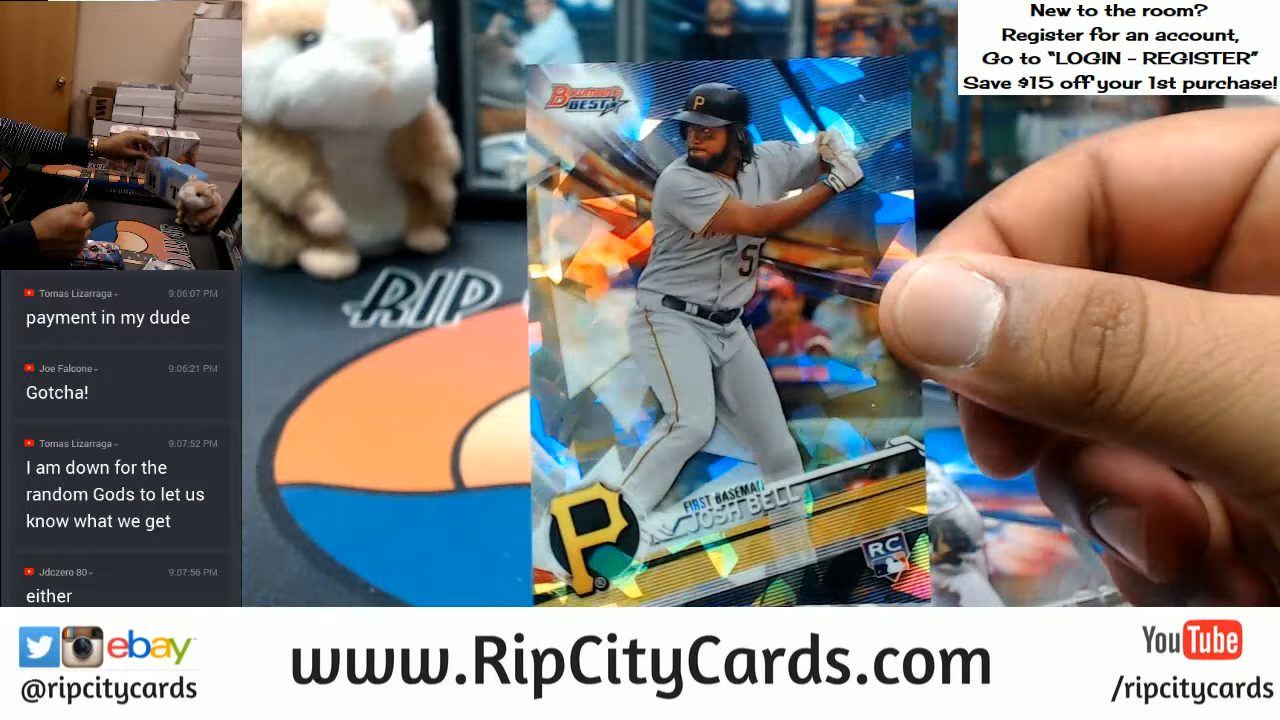 New to the room?
Register for an account,
Go to "LOGIN - REGISTER"
Save $15 off your 1st purchase!
Bowman's
BEST
P
5
FIRST BASEMAN
JOSH BELL
P
RC
RIP
Tomas Lizarraga
9:06:07 PM
payment in my dude
Joe Falcone
9:06:21 PM
Gotcha!
Tomas Lizarraga
9:07:52 PM
I am down for the
random Gods to let us
know what we get
Jdczero 80
9:07:56 PM
either
ebay
@ripcitycards
www.RipCityCards.com
YouTube
/ripcitycards